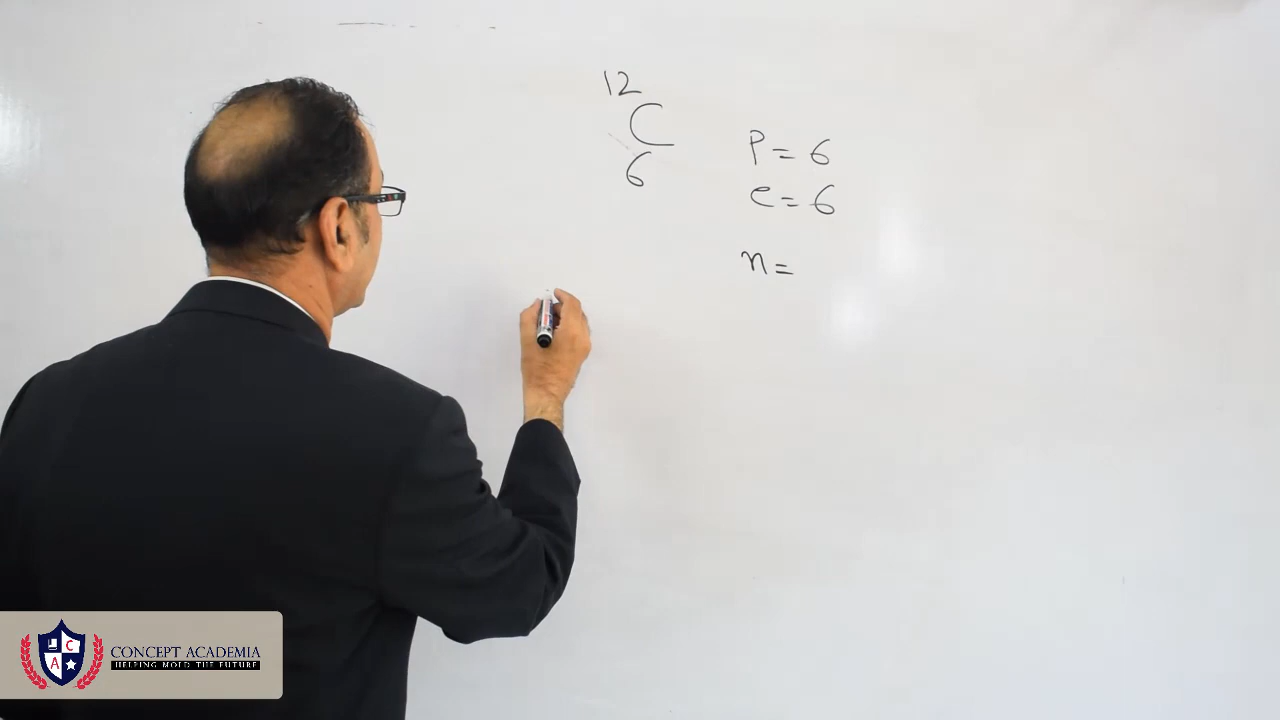 12
C
6
P = 6
e = 6
n =
C
A
CONCEPT ACADEMIA
HELPING MOLD THE FUTURE